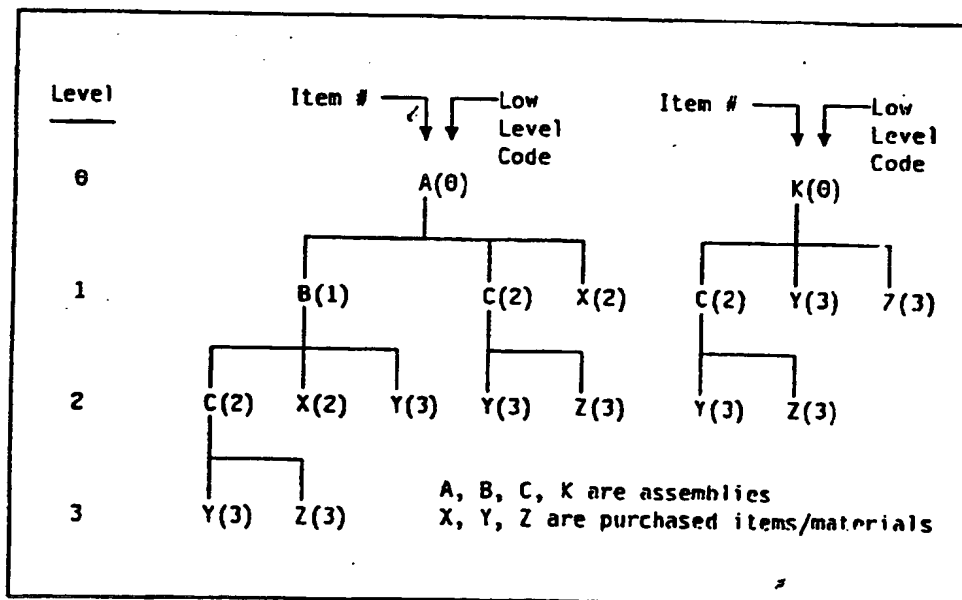 Level
Item #
Low
Level
Code
Item #
Low
Level
Code
0
A(0)
K(0)
1
B(1)
C(2)
X(2)
C(2)
Y(3)
7(3)
2
C(2)
X(2)
Y(3)
Y(3)
Z(3)
Y(3)
Z(3)
3
Y(3)
Z(3)
A, B, C, K are assemblies
X, Y, Z are purchased items/materials